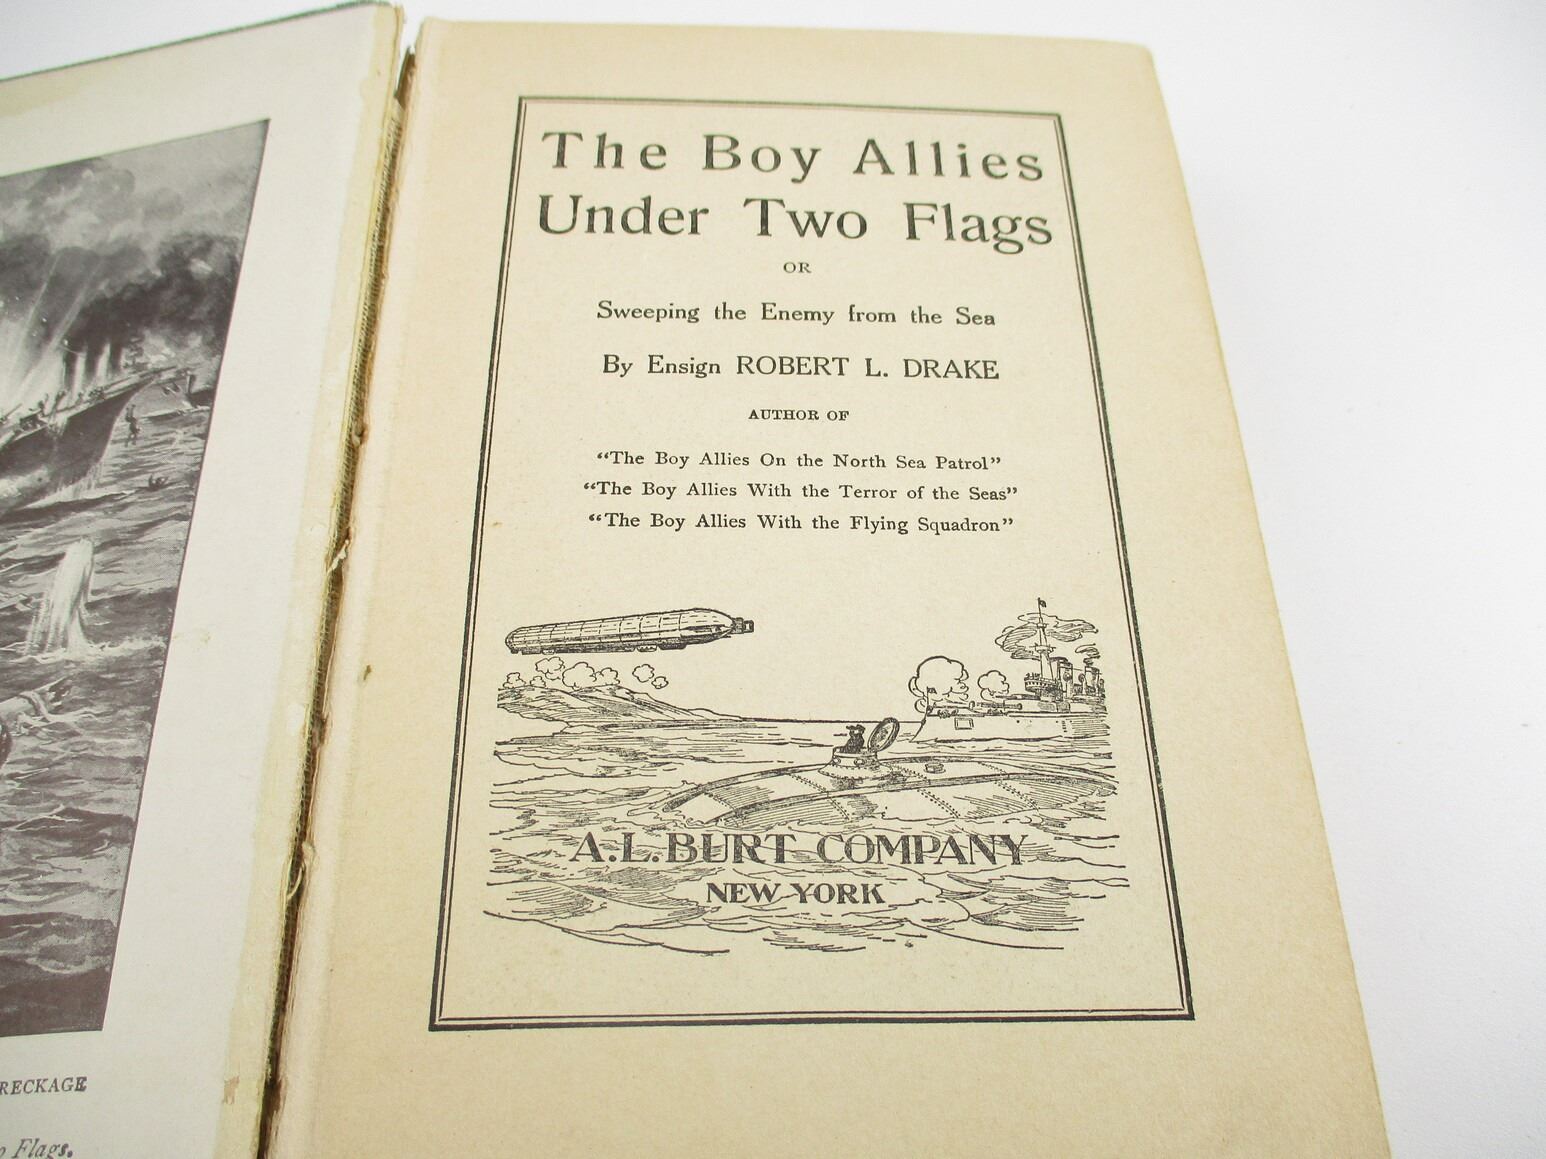 The Boy Allies
Under Two Flags
OR
Sweeping the Enemy from the Sea
By Ensign ROBERT L. DRAKE
AUTHOR OF
"The Boy Allies On the North Sea Patrol"
"The Boy Allies With the Terror of the Seas"
"The Boy Allies With the Flying Squadron"
A. L. BURT COMPANY
NEW YORK
RECKAGE
o Flags.